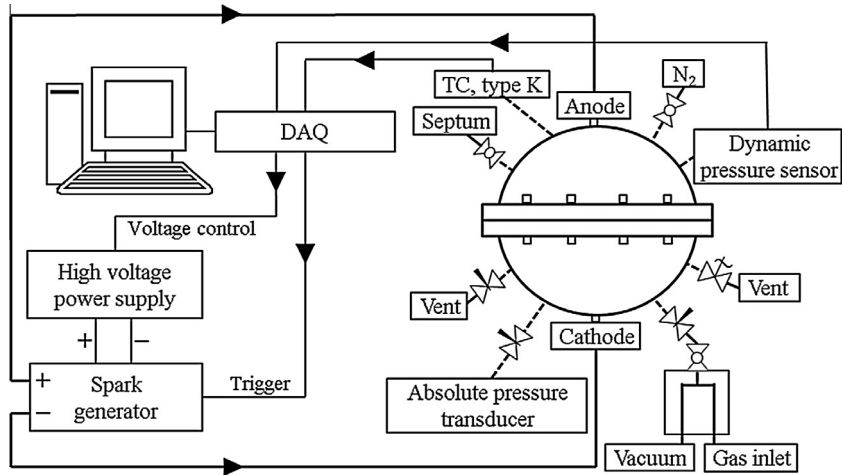 TC, type K
N₂
Anode
Septum
DAQ
Dynamic
pressure sensor
Voltage control
High voltage
power supply
Vent
Vent
Cathode
+
−
+
−
Spark
generator
Trigger
Absolute pressure
transducer
Vacuum
Gas inlet